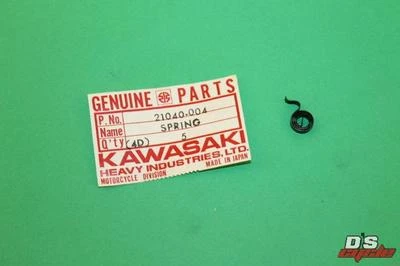 GENUINE PARTS
P. No. 21040-004
Name SPRING
Q'ty (4D) 5
KAWASAKI
HEAVY INDUSTRIES, LTD.
MOTORCYCLE DIVISION MADE IN JAPAN
D's
cycle